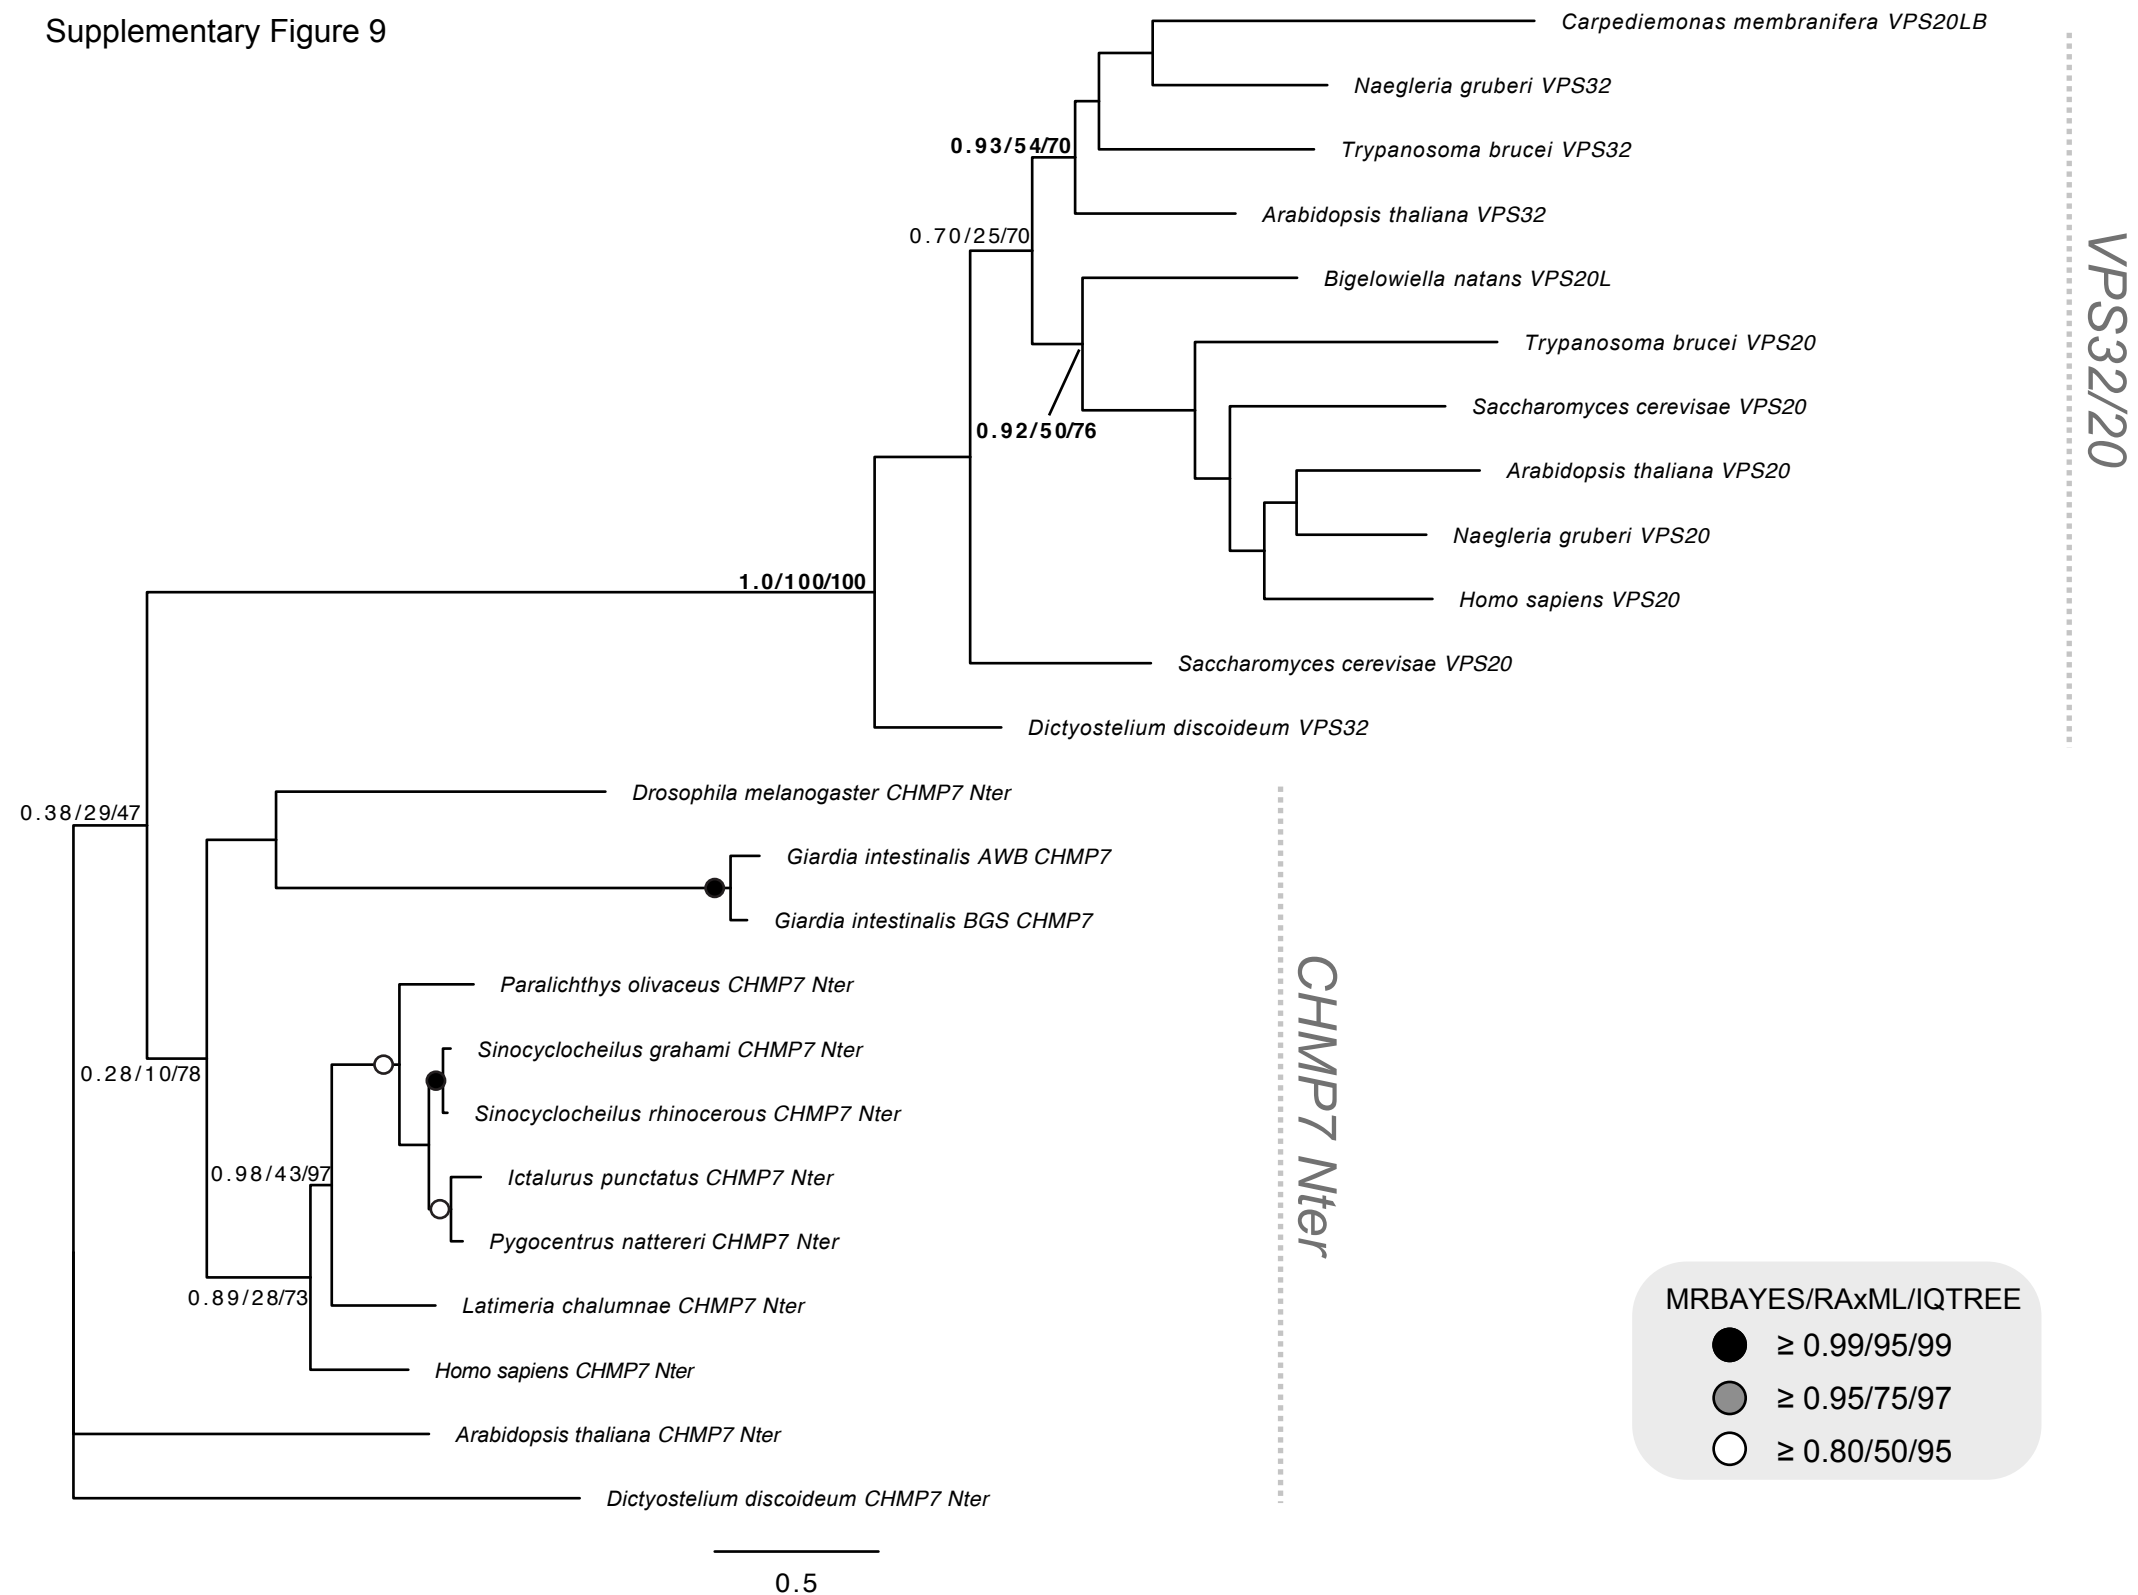 Supplementary Figure 9
Carpediemonas membranifera VPS20LB
Naegleria gruberi VPS32
0.93/54/70
Trypanosoma brucei VPS32
Arabidopsis thaliana VPS32
0.70/25/70
Bigelowiella natans VPS20L
Trypanosoma brucei VPS20
Saccharomyces cerevisae VPS20
0.92/50/76
Arabidopsis thaliana VPS20
Naegleria gruberi VPS20
1.0/100/100
Homo sapiens VPS20
Saccharomyces cerevisae VPS20
Dictyostelium discoideum VPS32
VPS32/20
Drosophila melanogaster CHMP7 Nter
0.38/29/47
Giardia intestinalis AWB CHMP7
Giardia intestinalis BGS CHMP7
Paralichthys olivaceus CHMP7 Nter
Sinocyclocheilus grahami CHMP7 Nter
0.28/10/78
Sinocyclocheilus rhinocerous CHMP7 Nter
0.98/43/97
Ictalurus punctatus CHMP7 Nter
Pygocentrus nattereri CHMP7 Nter
0.89/28/73
Latimeria chalumnae CHMP7 Nter
Homo sapiens CHMP7 Nter
Arabidopsis thaliana CHMP7 Nter
Dictyostelium discoideum CHMP7 Nter
CHMP7 Nter
MRBAYES/RAxML/IQTREE
≥ 0.99/95/99
≥ 0.95/75/97
≥ 0.80/50/95
0.5